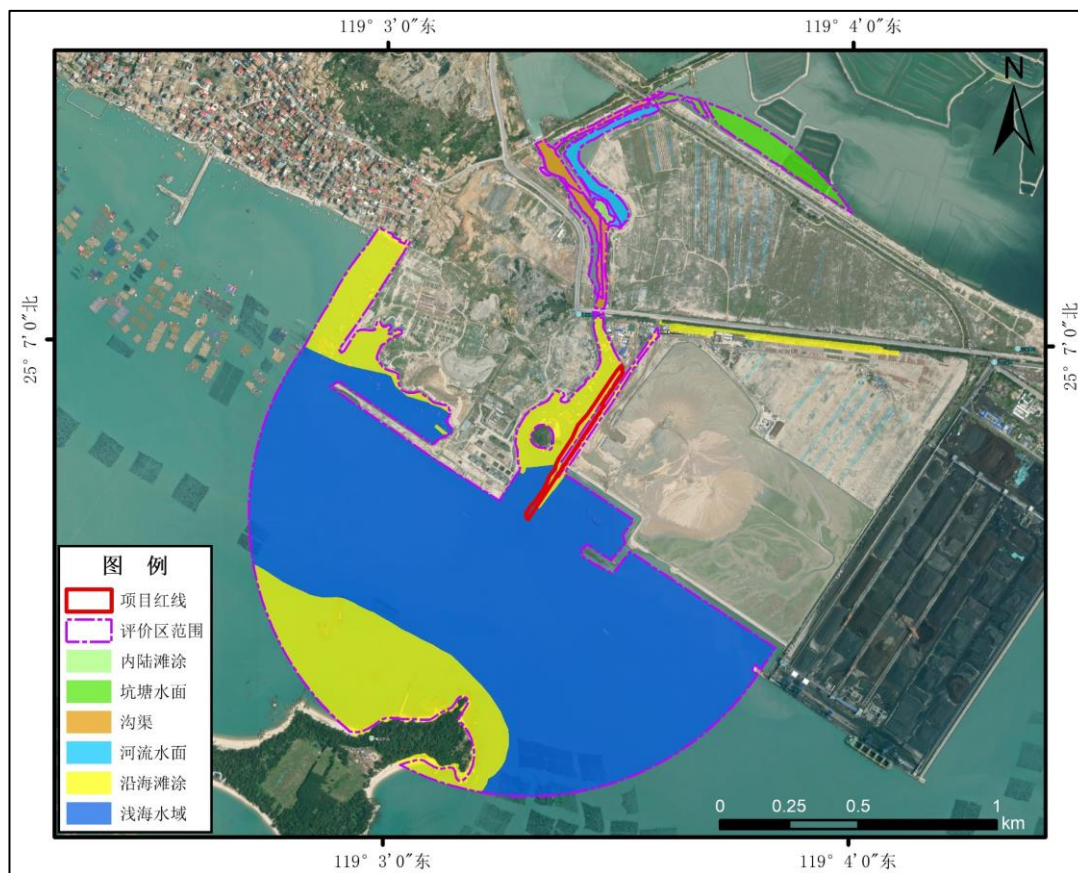 119° 3'0"东
119° 4'0"东
N
25° 7'0"北
25° 7'0"北
图 例
项目红线
评价区范围
内陆滩涂
坑塘水面
沟渠
河流水面
沿海滩涂
浅海水域
0 0.25 0.5 1
km
119° 3'0"东
119° 4'0"东